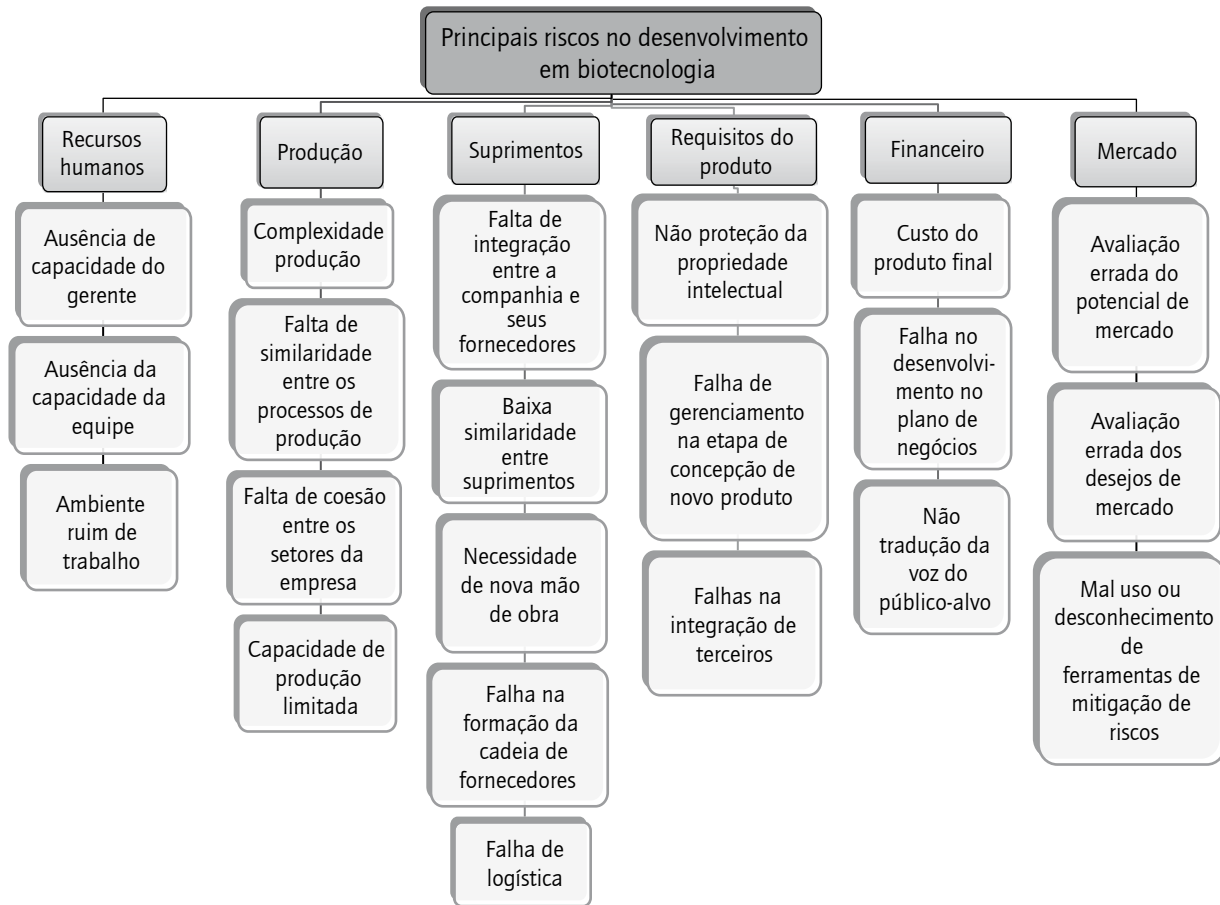 Principais riscos no desenvolvimento
em biotecnologia
Recursos
humanos
Ausência de
capacidade do
gerente
Ausência da
capacidade da
equipe
Ambiente
ruim de
trabalho
Produção
Complexidade
produção
Falta de
similaridade
entre os
processos de
produção
Falta de coesão
entre os
setores da
empresa
Capacidade de
produção
limitada
Suprimentos
Falta de
integração
entre a
companhia e
seus
fornecedores
Baixa
similaridade
entre
suprimentos
Necessidade
de nova mão
de obra
Falha na
formação da
cadeia de
fornecedores
Falha de
logística
Requisitos do
produto
Não proteção da
propriedade
intelectual
Falha de
gerenciamento
na etapa de
concepção de
novo produto
Falhas na
integração de
terceiros
Financeiro
Custo do
produto final
Falha no
desenvolvi-
mento no
plano de
negócios
Não
tradução da
voz do
público-alvo
Mercado
Avaliação
errada do
potencial de
mercado
Avaliação
errada dos
desejos de
mercado
Mal uso ou
desconhecimento
de
ferramentas de
mitigação de
riscos